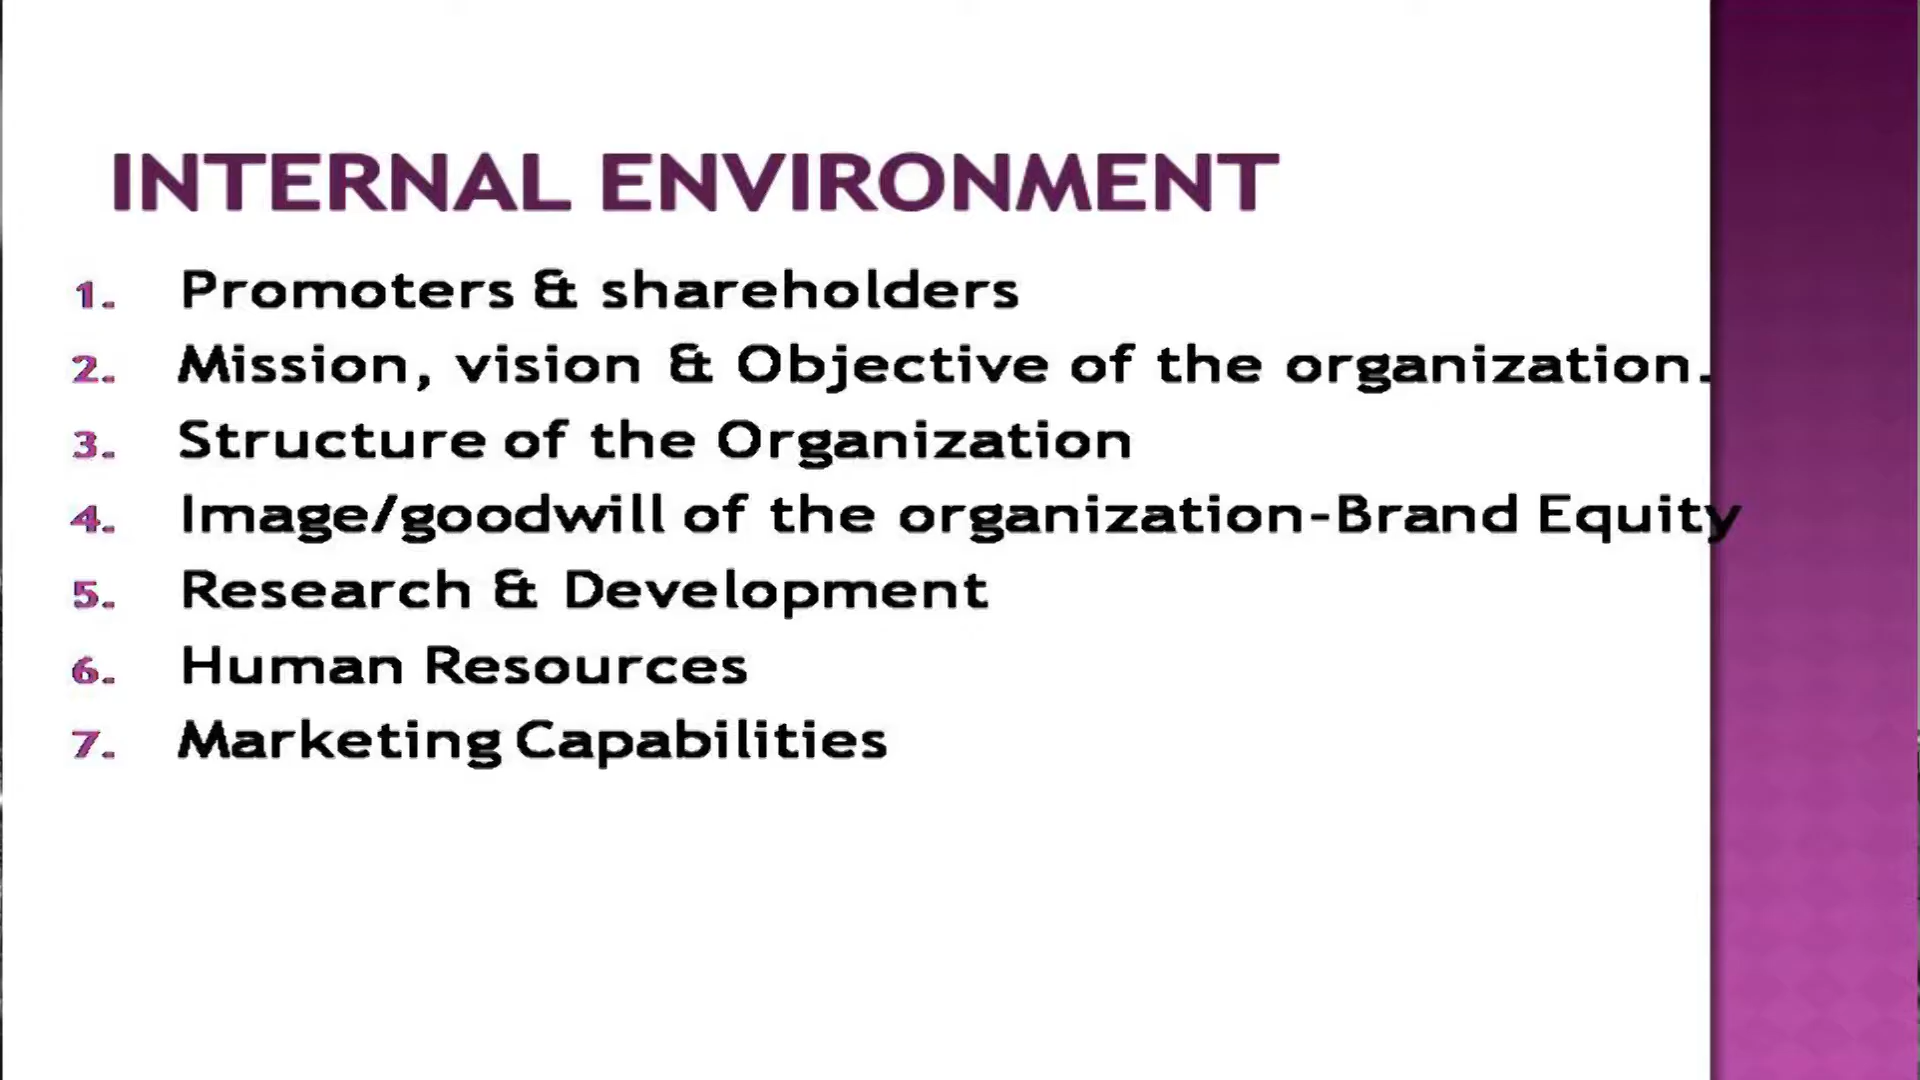 INTERNAL ENVIRONMENT
1. Promoters & shareholders
2. Mission, vision & Objective of the organization.
3. Structure of the Organization
4. Image/goodwill of the organization-Brand Equity
5. Research & Development
6. Human Resources
7. Marketing Capabilities